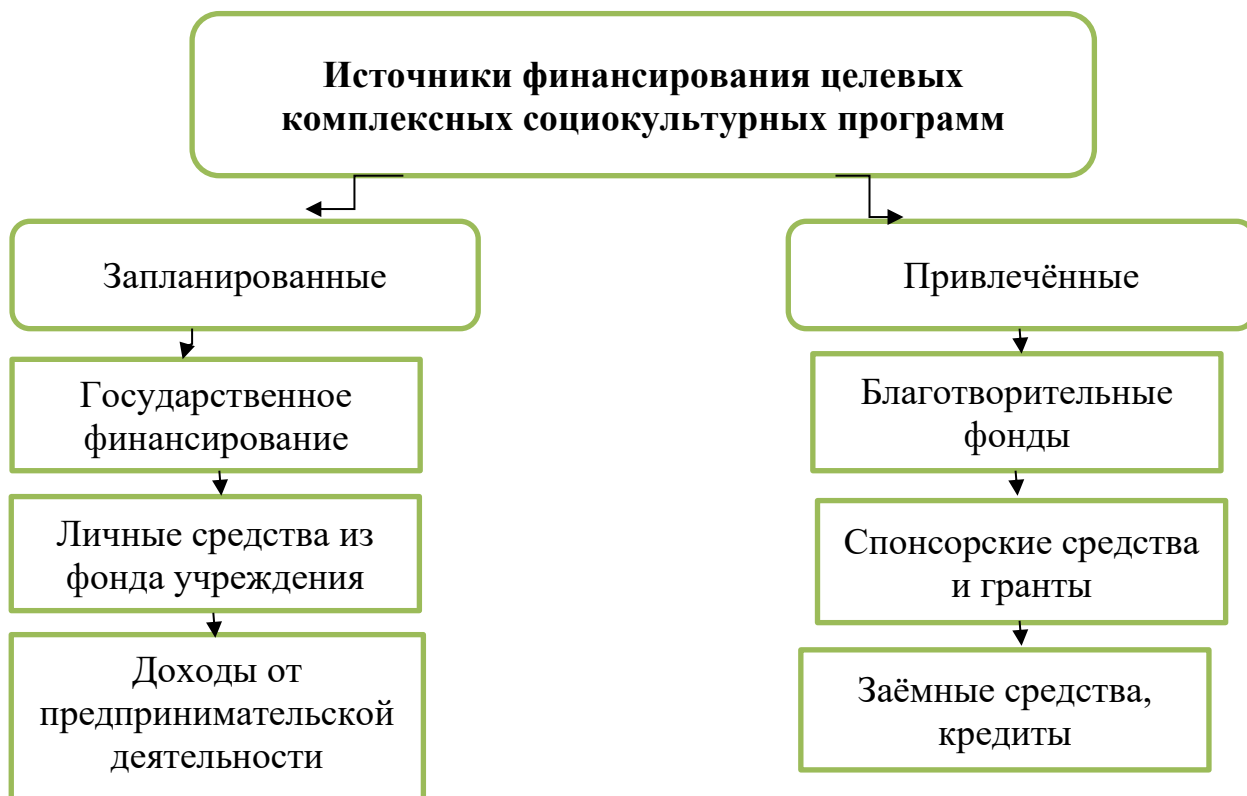 Источники финансирования целевых
комплексных социокультурных программ
Запланированные
Привлечённые
Государственное
финансирование
Благотворительные
фонды
Личные средства из
фонда учреждения
Спонсорские средства
и гранты
Доходы от
предпринимательской
деятельности
Заёмные средства,
кредиты